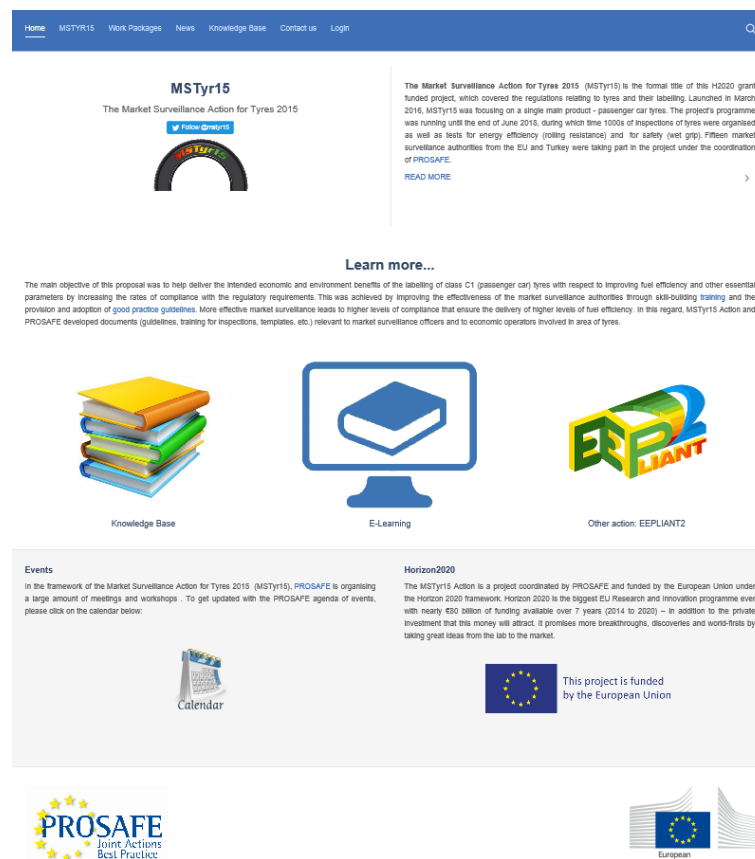 Home MSTYR15 Work Packages News Knowledge Base Contact us Login
MSTyr15
The Market Surveillance Action for Tyres 2015
Follow @mstyr15
MSTyr15
The Market Surveillance Action for Tyres 2015 (MSTyr15) is the formal title of this H2020 grant
funded project, which covered the regulations relating to tyres and their labelling. Launched in March
2016, MSTyr15 was focusing on a single main product - passenger car tyres. The project's programme
was running until the end of June 2018, during which time 1000s of inspections of tyres were organised
as well as tests for energy efficiency (rolling resistance) and for safety (wet grip). Fifteen market
surveillance authorities from the EU and Turkey were taking part in the project under the coordination
of PROSAFE.
READ MORE
Learn more...
The main objective of this proposal was to help deliver the intended economic and environment benefits of the labelling of class C1 (passenger car) tyres with respect to improving fuel efficiency and other essential
parameters by increasing the rates of compliance with the regulatory requirements. This was achieved by improving the effectiveness of the market surveillance authorities through skill-building training and the
provision and adoption of good practice guidelines. More effective market surveillance leads to higher levels of compliance that ensure the delivery of higher levels of fuel efficiency. In this regard, MSTyr15 Action and
PROSAFE developed documents (guidelines, training for inspections, templates, etc.) relevant to market surveillance officers and to economic operators involved in area of tyres.
EEPLIANT2
Knowledge Base
E-Learning
Other action: EEPLIANT2
Events
In the framework of the Market Surveillance Action for Tyres 2015 (MSTyr15), PROSAFE is organising
a large amount of meetings and workshops . To get updated with the PROSAFE agenda of events,
please click on the calendar below:
Calendar
Horizon2020
The MSTyr15 Action is a project coordinated by PROSAFE and funded by the European Union under
the Horizon 2020 framework. Horizon 2020 is the biggest EU Research and Innovation programme ever
with nearly €80 billion of funding available over 7 years (2014 to 2020) – in addition to the private
investment that this money will attract. It promises more breakthroughs, discoveries and world-firsts by
taking great ideas from the lab to the market.
This project is funded
by the European Union
PROSAFE
Joint Actions
Best Practice
European